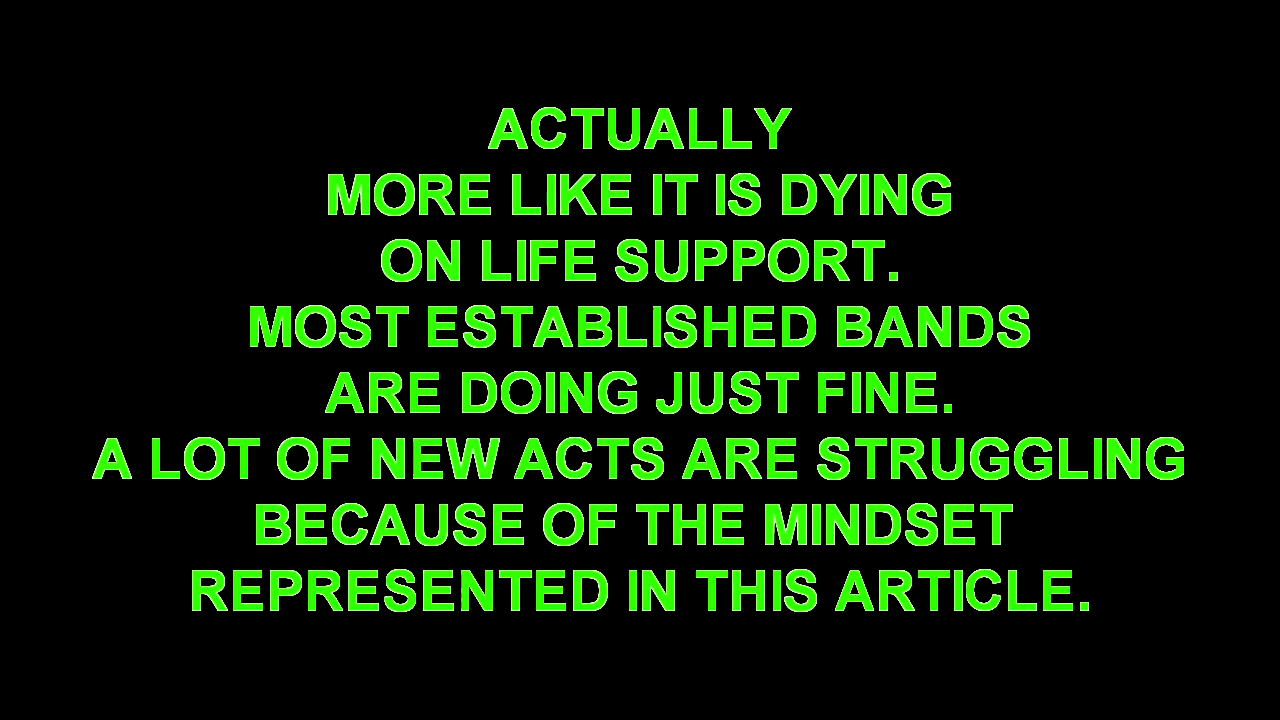 ACTUALLY
MORE LIKE IT IS DYING
ON LIFE SUPPORT.
MOST ESTABLISHED BANDS
ARE DOING JUST FINE.
A LOT OF NEW ACTS ARE STRUGGLING
BECAUSE OF THE MINDSET
REPRESENTED IN THIS ARTICLE.